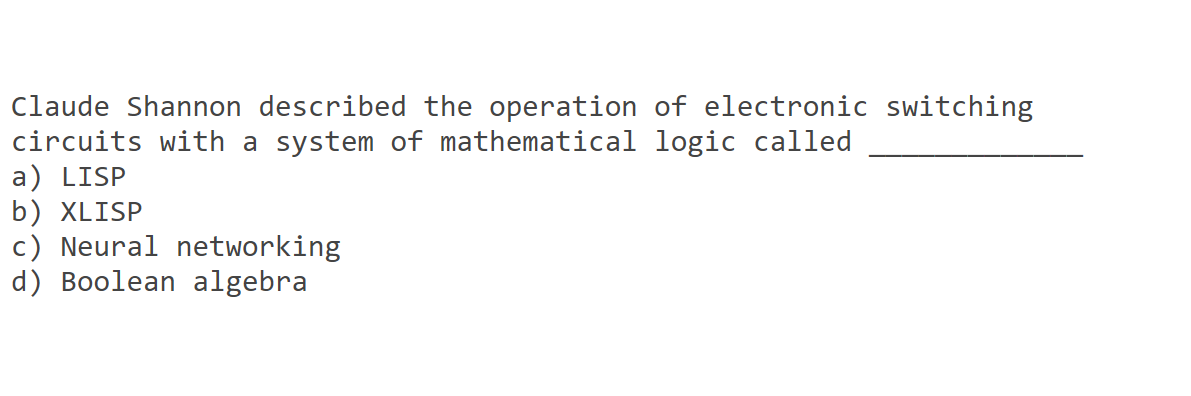 Claude Shannon described the operation of electronic switching
circuits with a system of mathematical logic called _____________
a) LISP
b) XLISP
c) Neural networking
d) Boolean algebra